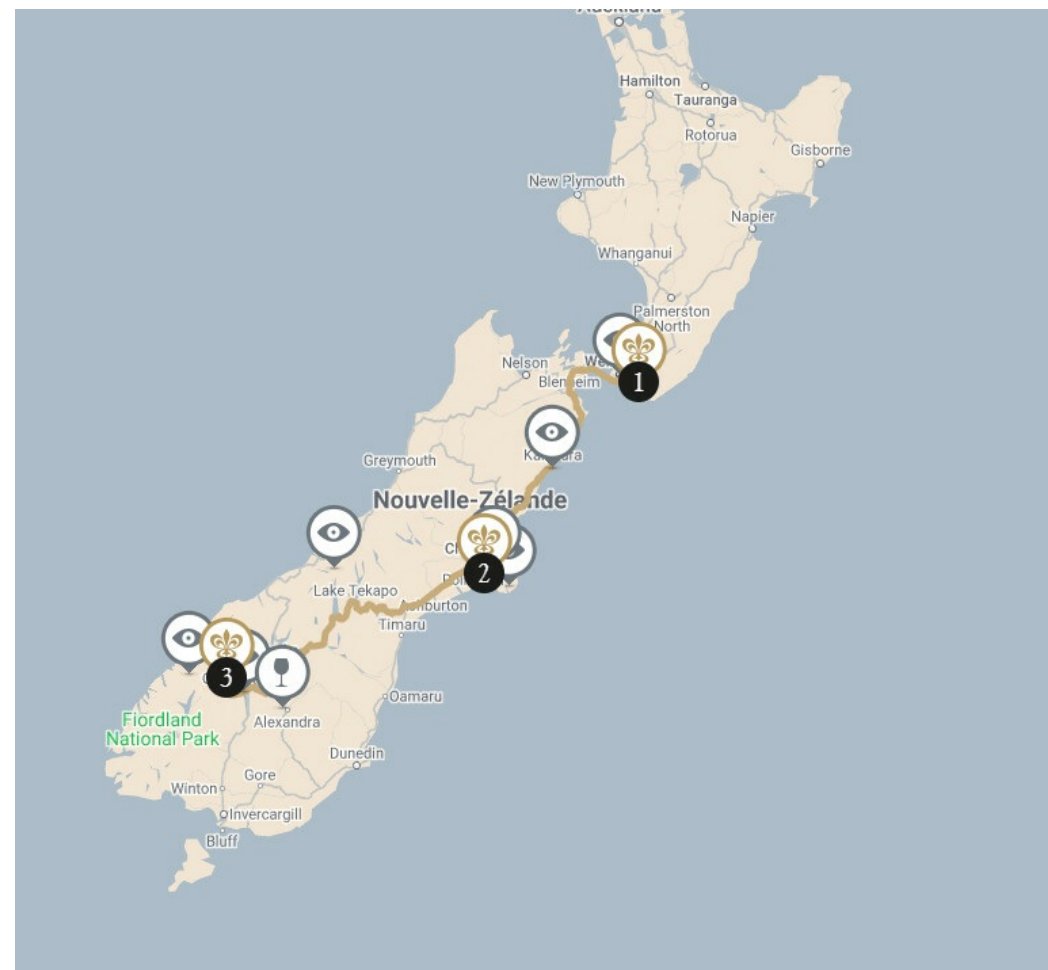 Hamilton
Tauranga
Rotorua
Gisborne
New Plymouth
Napier
Whanganui
Palmerston
North
Nelson
1
Greymouth
Nouvelle-Zélande
2
Lake Tekapo
Timaru
3
Oamaru
Alexandra
Fiordland
National Park
Dunedin
Gore
Winton
Invercargill
Bluff